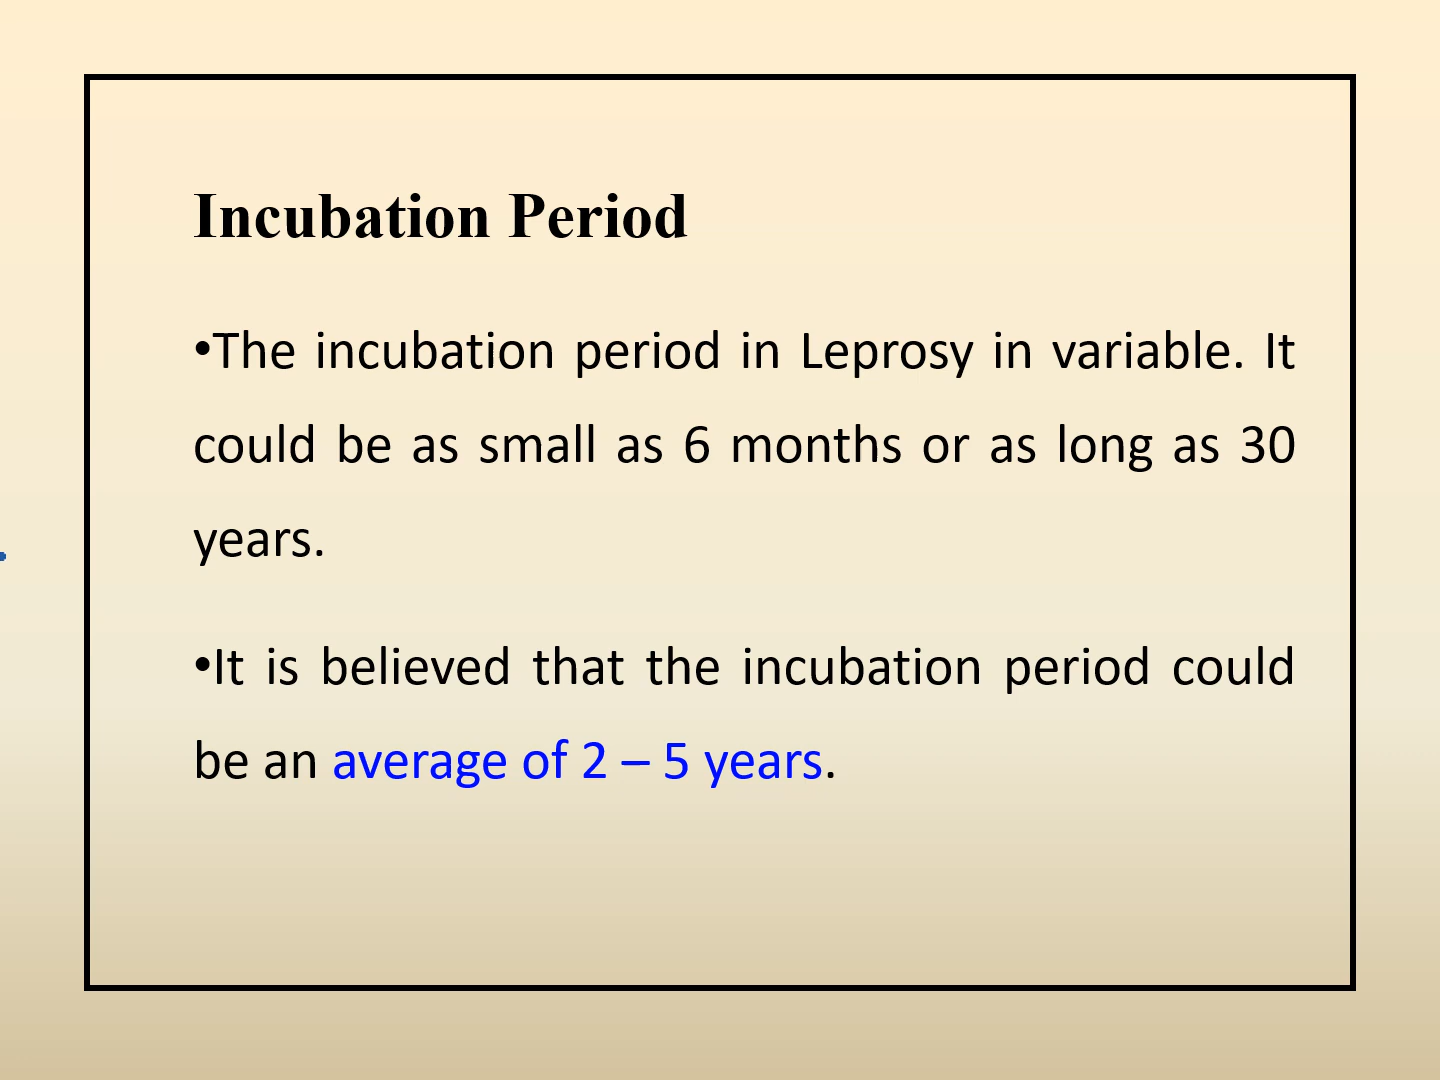 Incubation Period
•The incubation period in Leprosy in variable. It
could be as small as 6 months or as long as 30
years.
•It is believed that the incubation period could
be an average of 2 – 5 years.